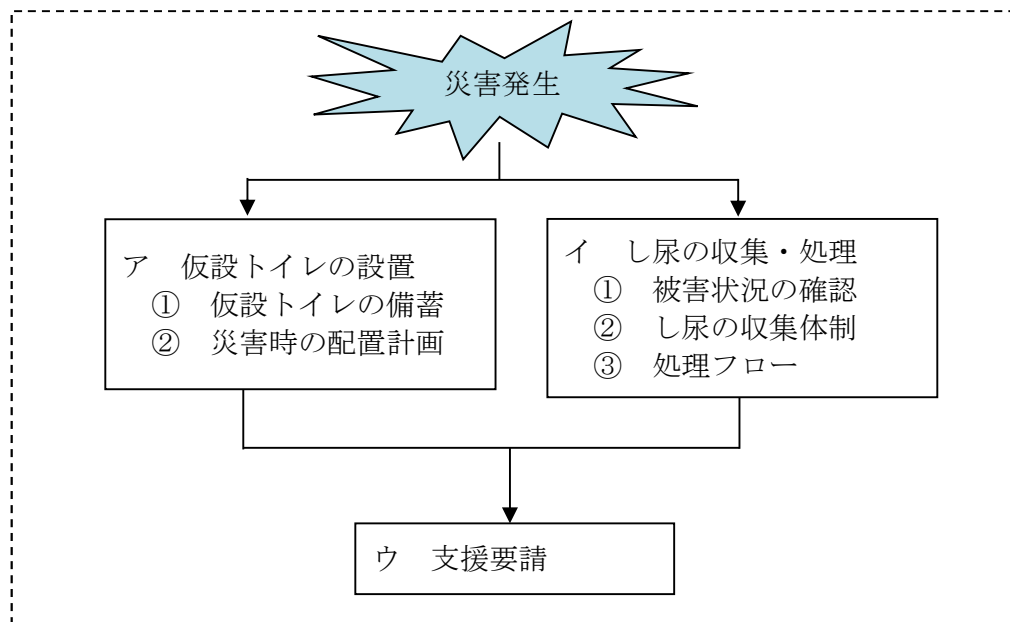 災害発生
ア　仮設トイレの設置
①　仮設トイレの備蓄
②　災害時の配置計画
イ　し尿の収集・処理
①　被害状況の確認
②　し尿の収集体制
③　処理フロー
ウ　支援要請